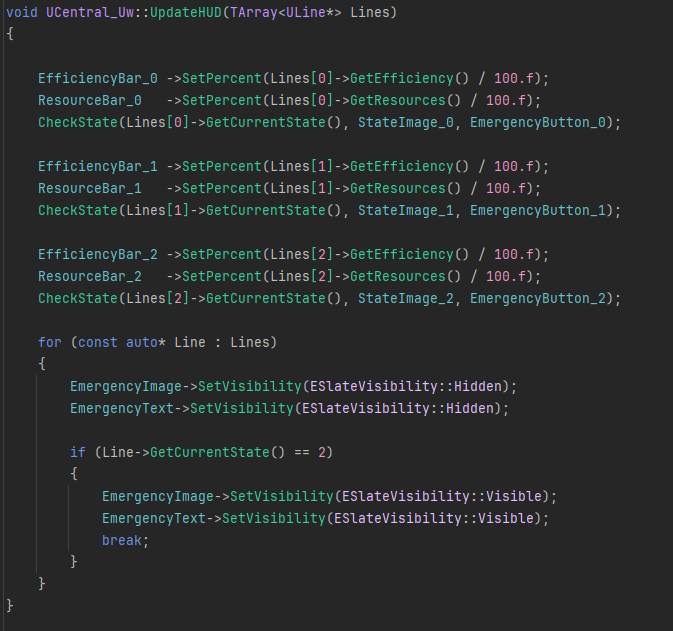 void UCentral_Uw::UpdateHUD(TArray<ULine*> Lines)
{
EfficiencyBar_0 ->SetPercent(Lines[0]->GetEfficiency() / 100.f);
ResourceBar_0   ->SetPercent(Lines[0]->GetResources() / 100.f);
CheckState(Lines[0]->GetCurrentState(), StateImage_0, EmergencyButton_0);
EfficiencyBar_1 ->SetPercent(Lines[1]->GetEfficiency() / 100.f);
ResourceBar_1   ->SetPercent(Lines[1]->GetResources() / 100.f);
CheckState(Lines[1]->GetCurrentState(), StateImage_1, EmergencyButton_1);
EfficiencyBar_2 ->SetPercent(Lines[2]->GetEfficiency() / 100.f);
ResourceBar_2   ->SetPercent(Lines[2]->GetResources() / 100.f);
CheckState(Lines[2]->GetCurrentState(), StateImage_2, EmergencyButton_2);
for (const auto* Line : Lines)
{
EmergencyImage->SetVisibility(ESlateVisibility::Hidden);
EmergencyText->SetVisibility(ESlateVisibility::Hidden);
if (Line->GetCurrentState() == 2)
{
EmergencyImage->SetVisibility(ESlateVisibility::Visible);
EmergencyText->SetVisibility(ESlateVisibility::Visible);
break;
}
}
}